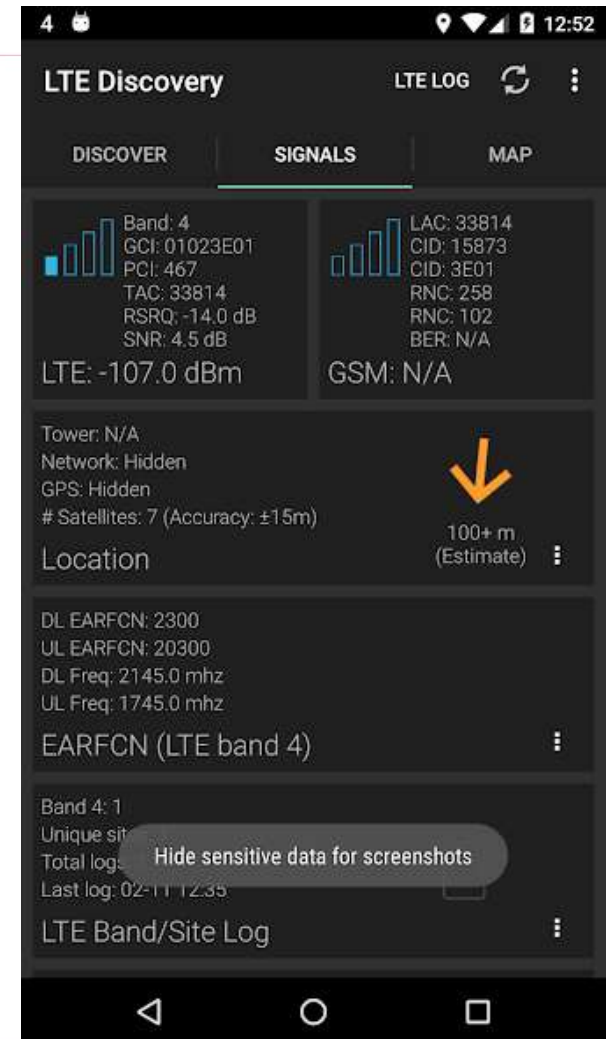 4 12:52
LTE Discovery LTE LOG
DISCOVER SIGNALS MAP
Band: 4
GCI: 01023E01
PCI: 467
TAC: 33814
RSRQ: -14.0 dB
SNR: 4.5 dB
LTE: -107.0 dBm
LAC: 33814
CID: 15873
CID: 3E01
RNC: 258
RNC: 102
BER: N/A
GSM: N/A
Tower: N/A
Network: Hidden
GPS: Hidden
# Satellites: 7 (Accuracy: ±15m)
Location
100+ m
(Estimate)
DL EARFCN: 2300
UL EARFCN: 20300
DL Freq: 2145.0 mhz
UL Freq: 1745.0 mhz
EARFCN (LTE band 4)
Band 4: 1
Unique
Total
Hide sensitive data for screenshots
Last log: 02-11 12:35
LTE Band/Site Log